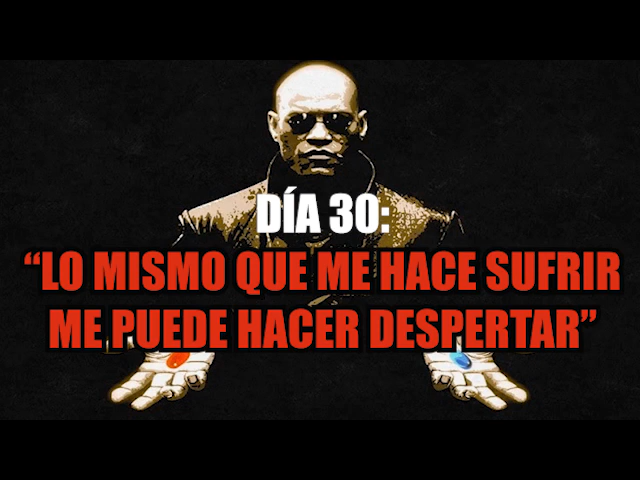 DÍA 30:
“LO MISMO QUE ME HACE SUFRIR
ME PUEDE HACER DESPERTAR”